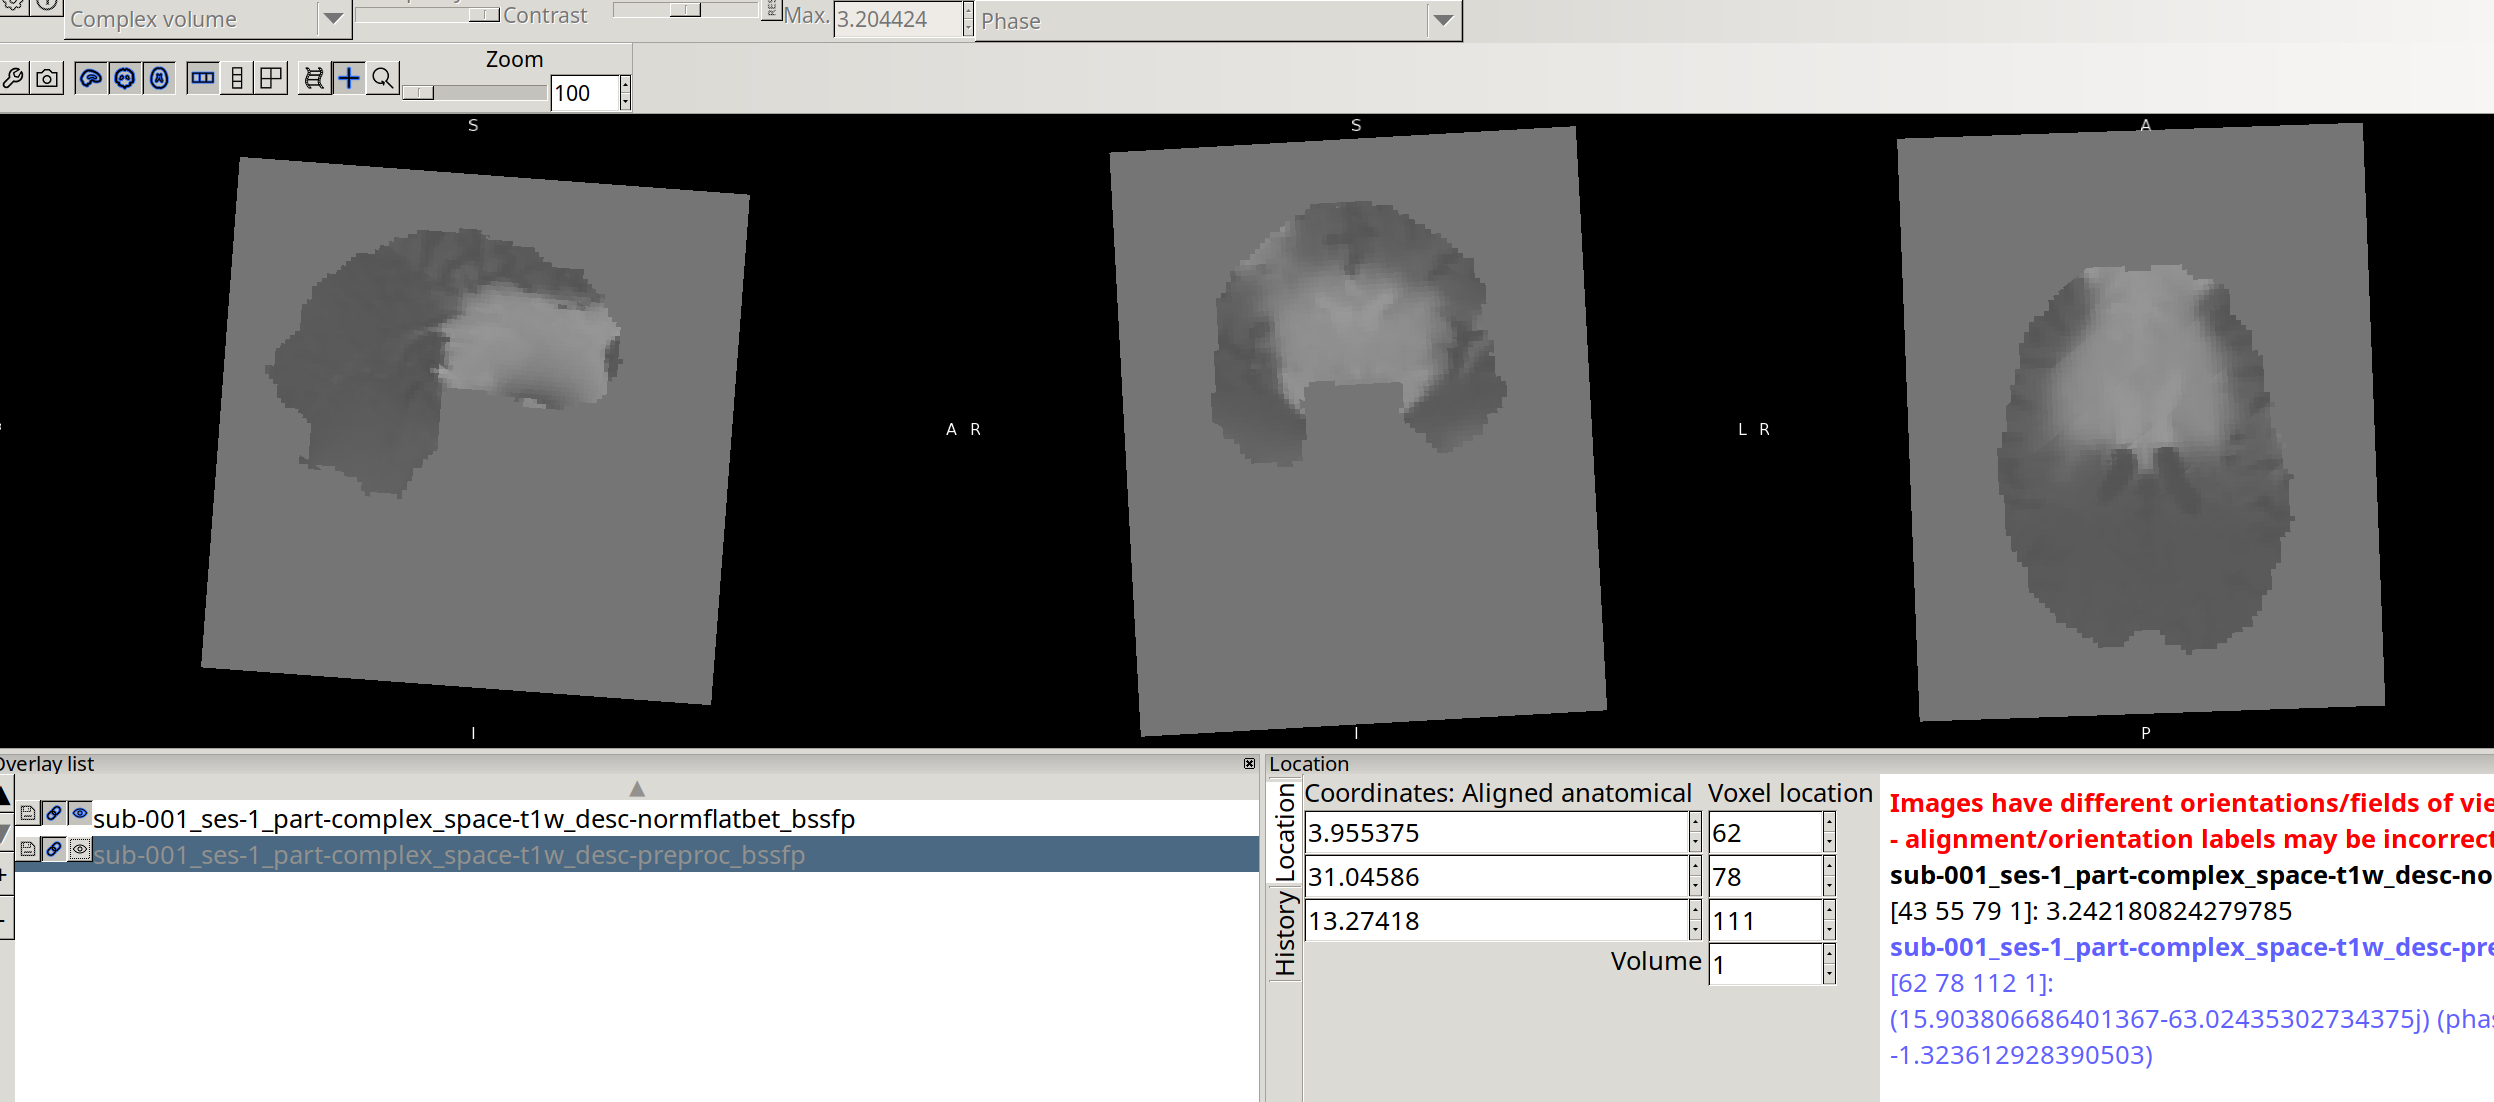 Complex volume
Contrast
Max.
3.204424
Phase
Zoom
100
S
S
A
A R
L R
I
I
P
Overlay list
sub-001_ses-1_part-complex_space-t1w_desc-normflatbet_bssfp
sub-001_ses-1_part-complex_space-t1w_desc-preproc_bssfp
Location
Location
History
Coordinates: Aligned anatomical
Voxel location
3.955375
62
31.04586
78
13.27418
111
Volume
1
Images have different orientations/fields of vie
- alignment/orientation labels may be incorrect
sub-001_ses-1_part-complex_space-t1w_desc-no
[43 55 79 1]: 3.242180824279785
sub-001_ses-1_part-complex_space-t1w_desc-pre
[62 78 112 1]:
(15.903806686401367-63.02435302734375j) (phas
-1.323612928390503)